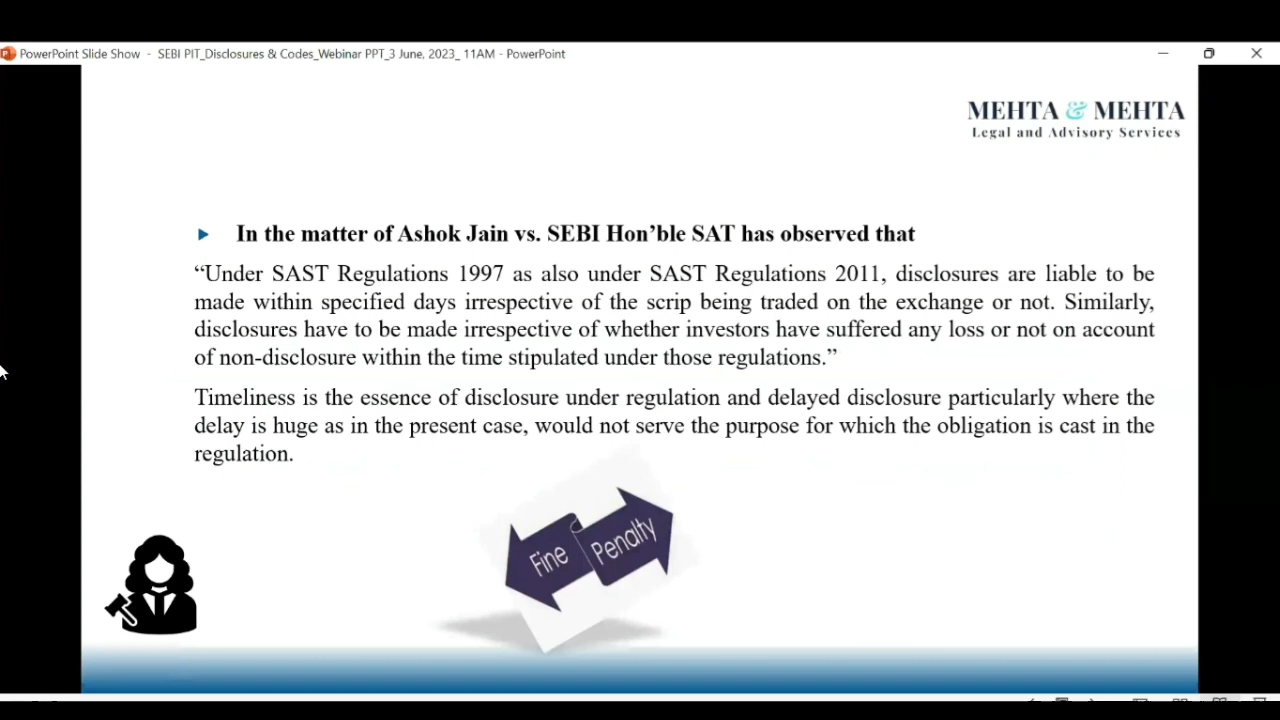 PowerPoint Slide Show - SEBI PIT_Disclosures & Codes_Webinar PPT_3 June, 2023_ 11AM - PowerPoint
MEHTA & MEHTA
Legal and Advisory Services
In the matter of Ashok Jain vs. SEBI Hon’ble SAT has observed that
“Under SAST Regulations 1997 as also under SAST Regulations 2011, disclosures are liable to be
made within specified days irrespective of the scrip being traded on the exchange or not. Similarly,
disclosures have to be made irrespective of whether investors have suffered any loss or not on account
of non-disclosure within the time stipulated under those regulations.”
Timeliness is the essence of disclosure under regulation and delayed disclosure particularly where the
delay is huge as in the present case, would not serve the purpose for which the obligation is cast in the
regulation.
Fine
Penalty